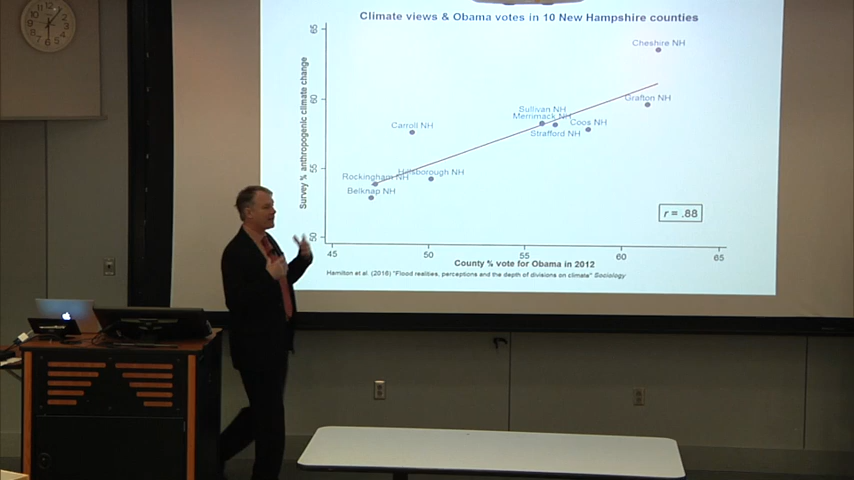 Climate views & Obama votes in 10 New Hampshire counties
65
60
55
50
Survey % anthropogenic climate change
Cheshire NH
Grafton NH
Sullivan NH
Merrimack NH
Coos NH
Strafford NH
Carroll NH
Hillsborough NH
Rockingham NH
Belknap NH
r = .88
45
50
55
60
65
County % vote for Obama in 2012
Hamilton et al. (2016) "Flood realities, perceptions and the depth of divisions on climate" Sociology